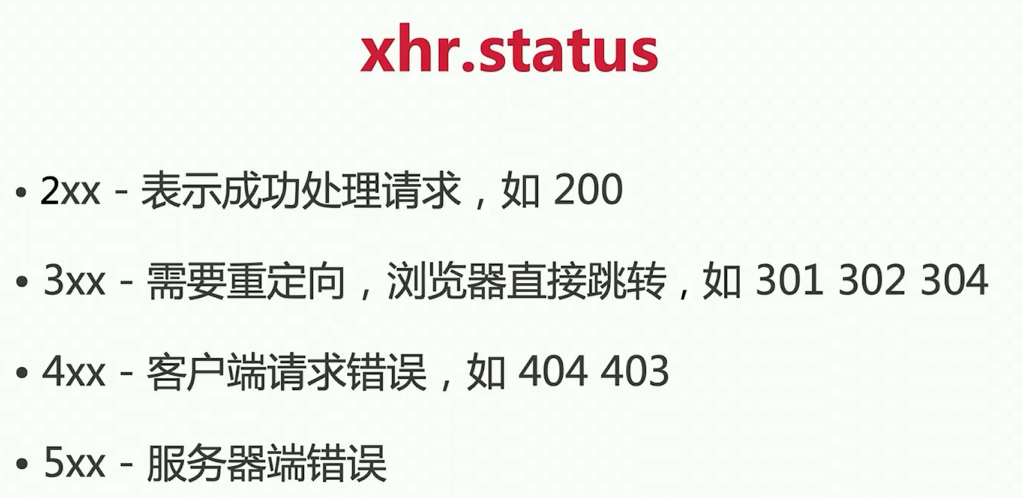 xhr.status
• 2xx - 表示成功处理请求，如 200
• 3xx - 需要重定向，浏览器直接跳转，如 301 302 304
• 4xx - 客户端请求错误，如 404 403
• 5xx - 服务器端错误